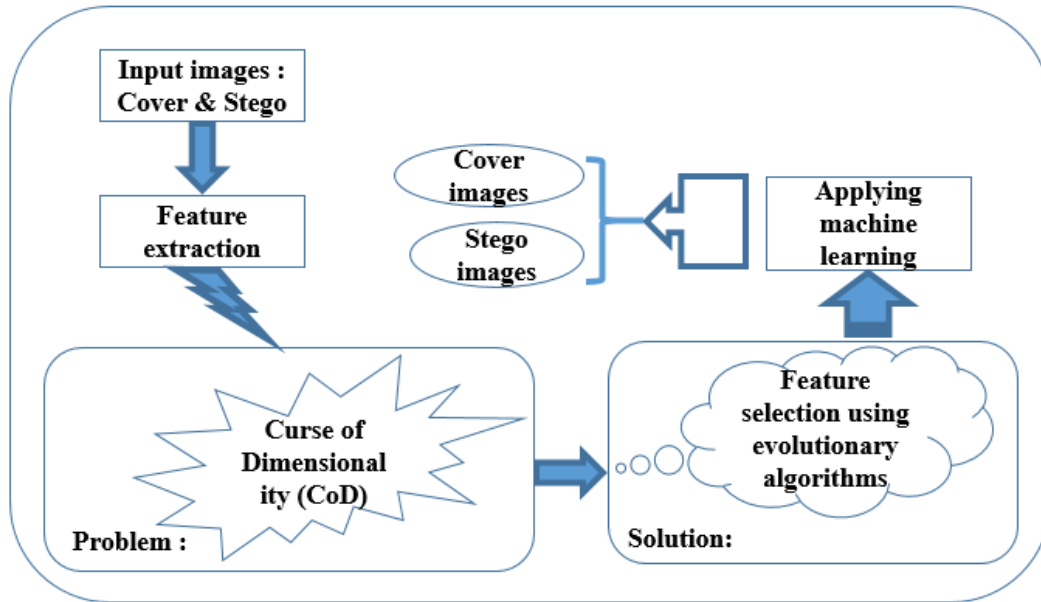 Input images :
Cover & Stego
Feature
extraction
Curse of
Dimensional
ity (CoD)
Problem :
Feature
selection using
evolutionary
algorithms
Solution:
Applying
machine
learning
Cover
images
Stego
images